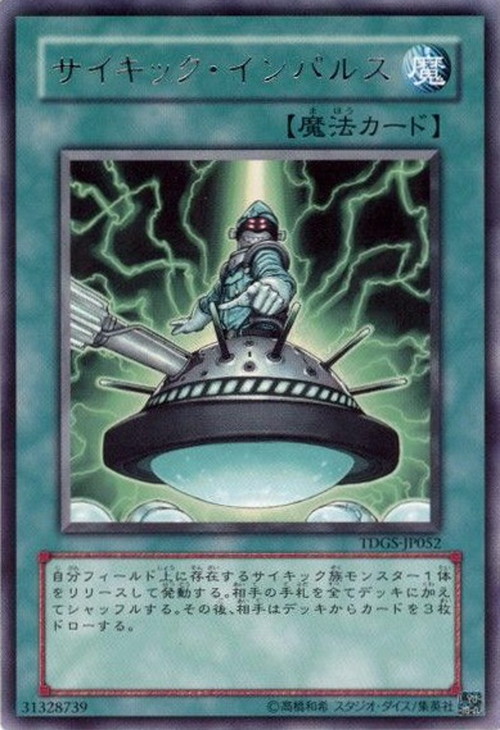 サイキック・インパルス
魔
【魔法カード】
TDGS-JP052
自分フィールド上に存在するサイキック族モンスター１体
をリリースして発動する。相手の手札を全てデッキに加え
てシャッフルする。その後、相手はデッキからカードを３枚
ドローする。
31328739
©高橋和希 スタジオ・ダイス/集英社